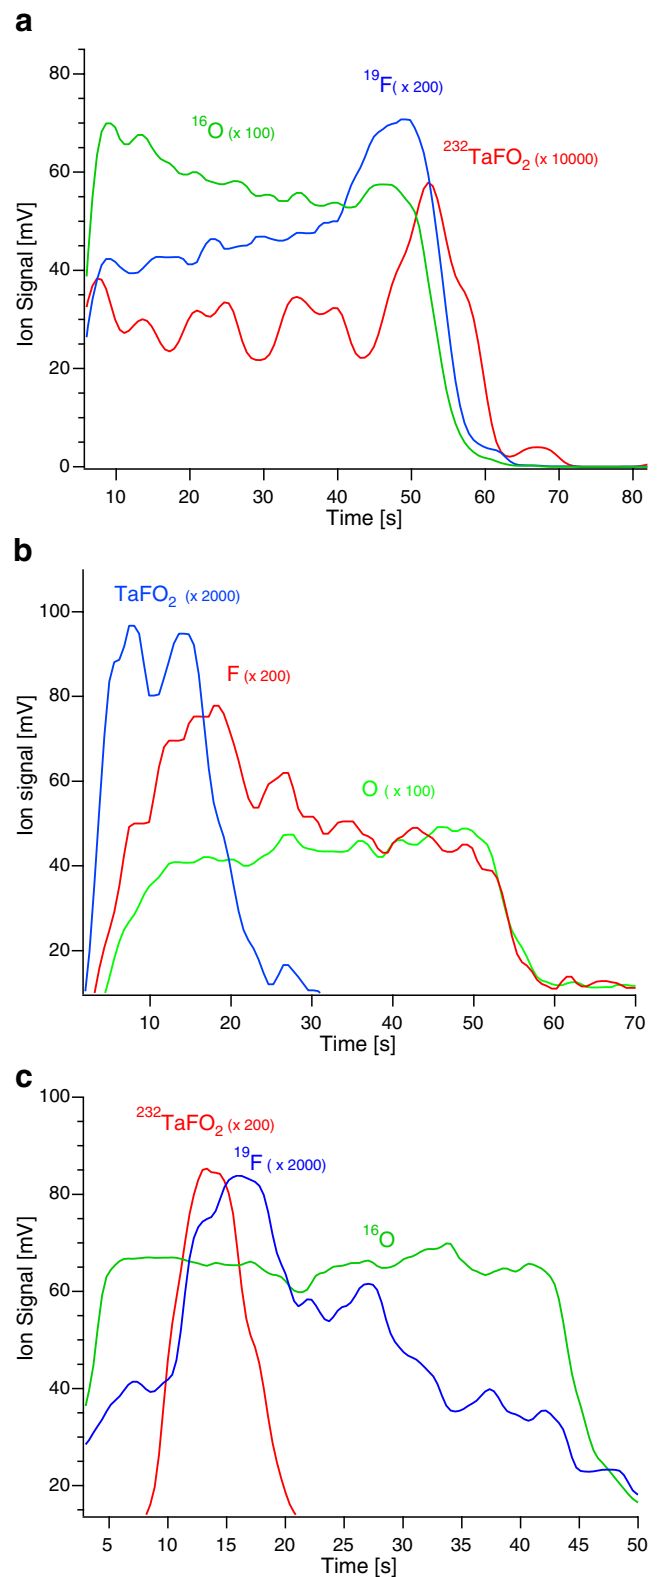 a
80
60
40
20
0
Ion Signal [mV]
16O (x 100)
19F( x 200)
232TaFO2 (x 10000)
10 20 30 40 50 60 70 80
Time [s]
b
100
80
60
40
20
Ion signal [mV]
TaFO2 (x 2000)
F (x 200)
O ( x 100)
10 20 30 40 50 60 70
Time [s]
c
100
80
60
40
20
Ion Signal [mV]
232TaFO2 (x 200)
19F ( x 2000)
16O
5 10 15 20 25 30 35 40 45 50
Time [s]